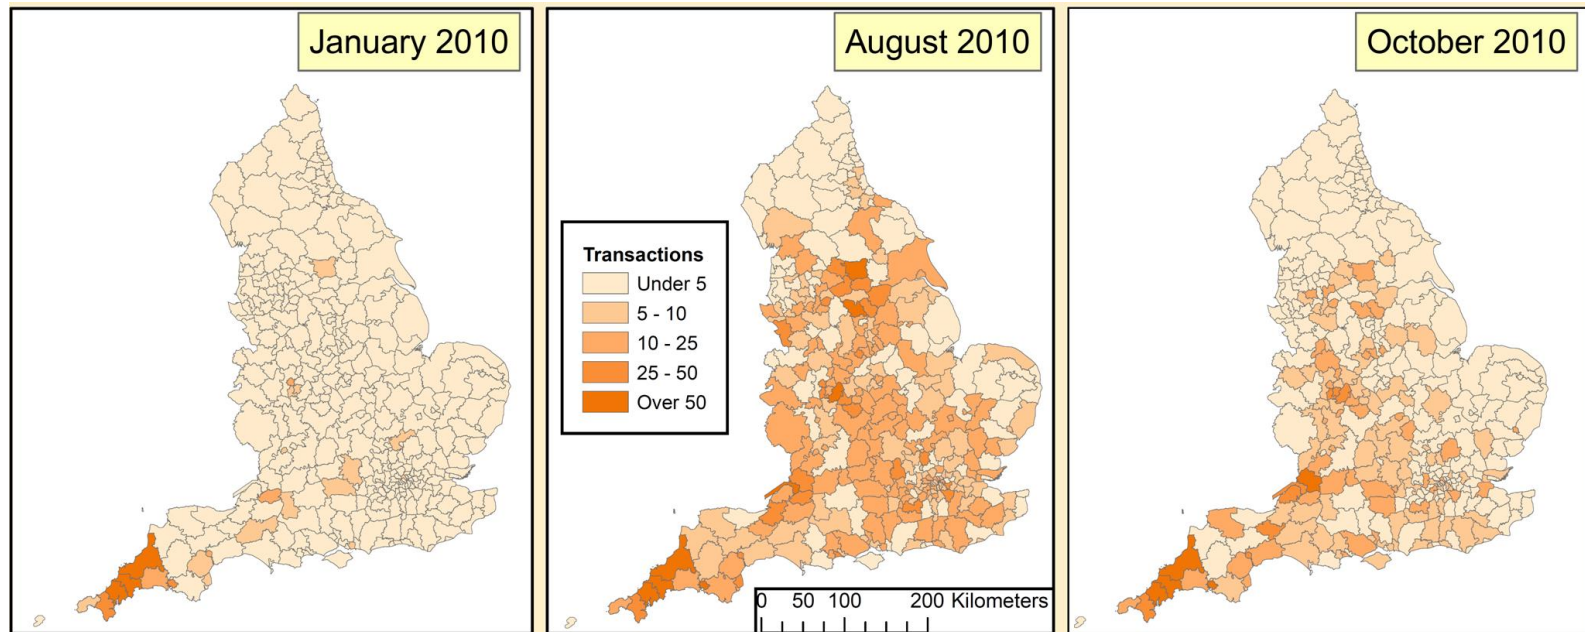 January 2010
August 2010
October 2010
Transactions
Under 5
5 - 10
10 - 25
25 - 50
Over 50
0 50 100 200 Kilometers